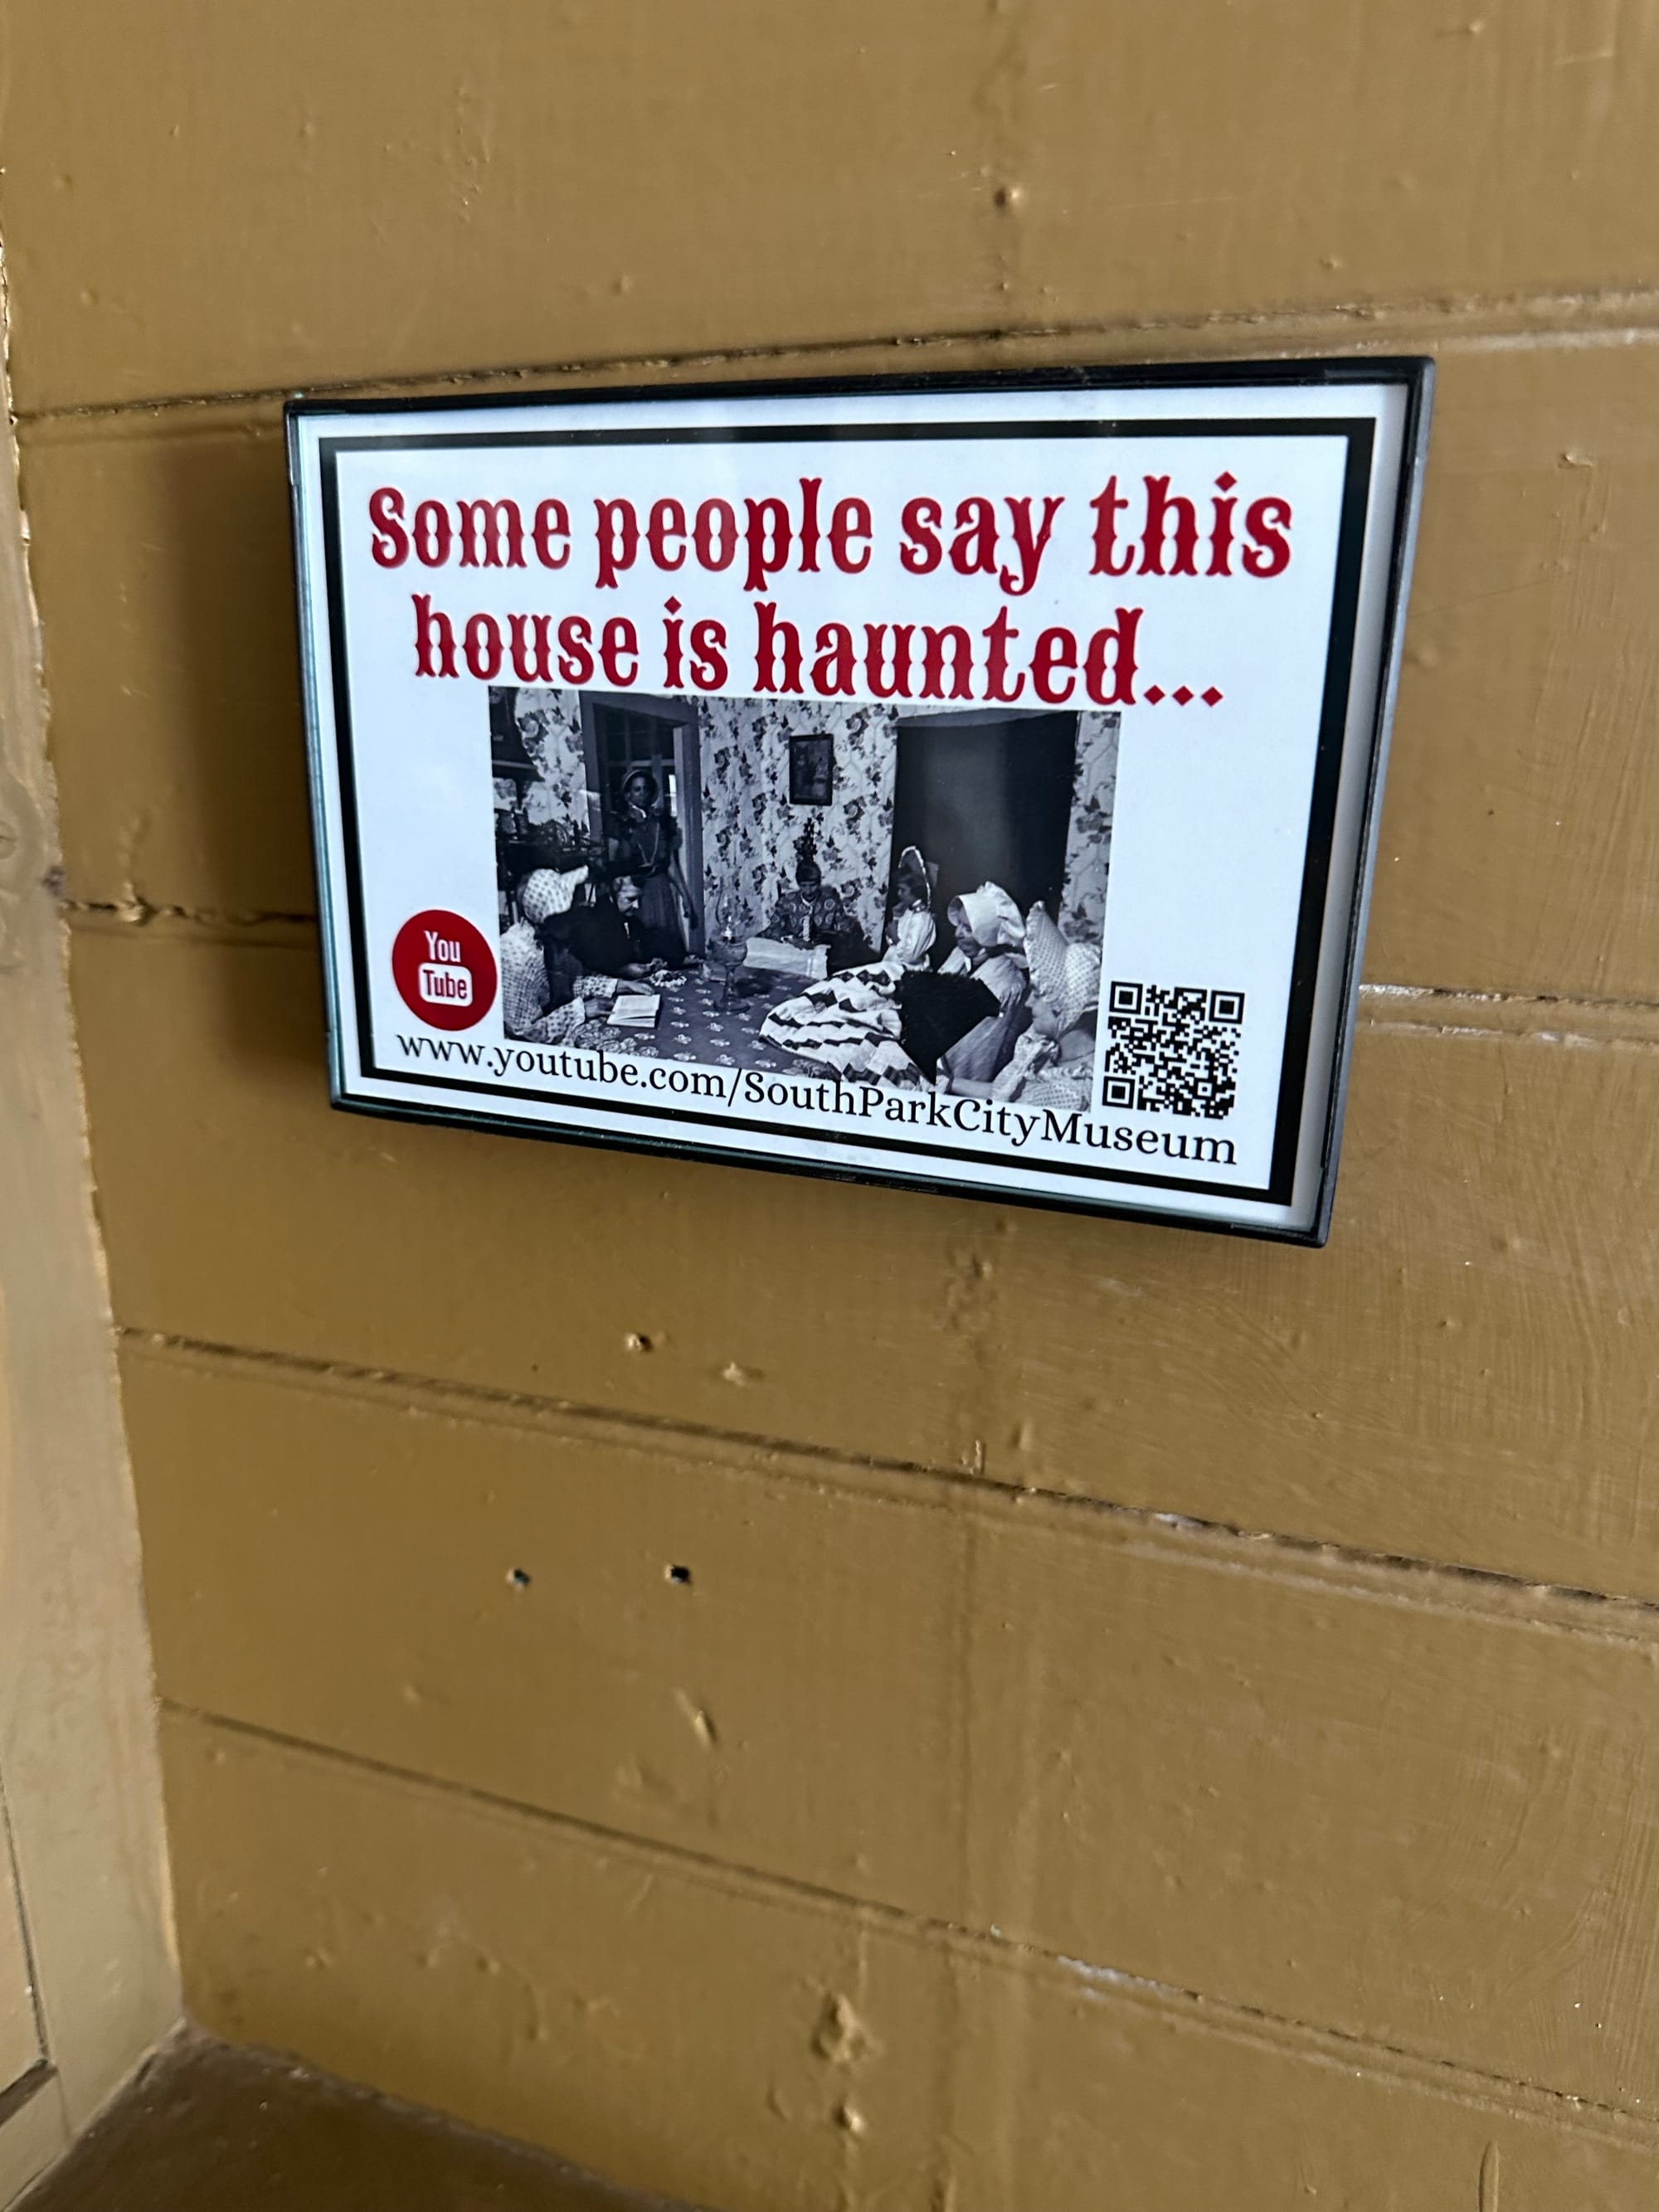 Some people say this
house is haunted...
You
Tube
www.youtube.com/SouthParkCityMuseum